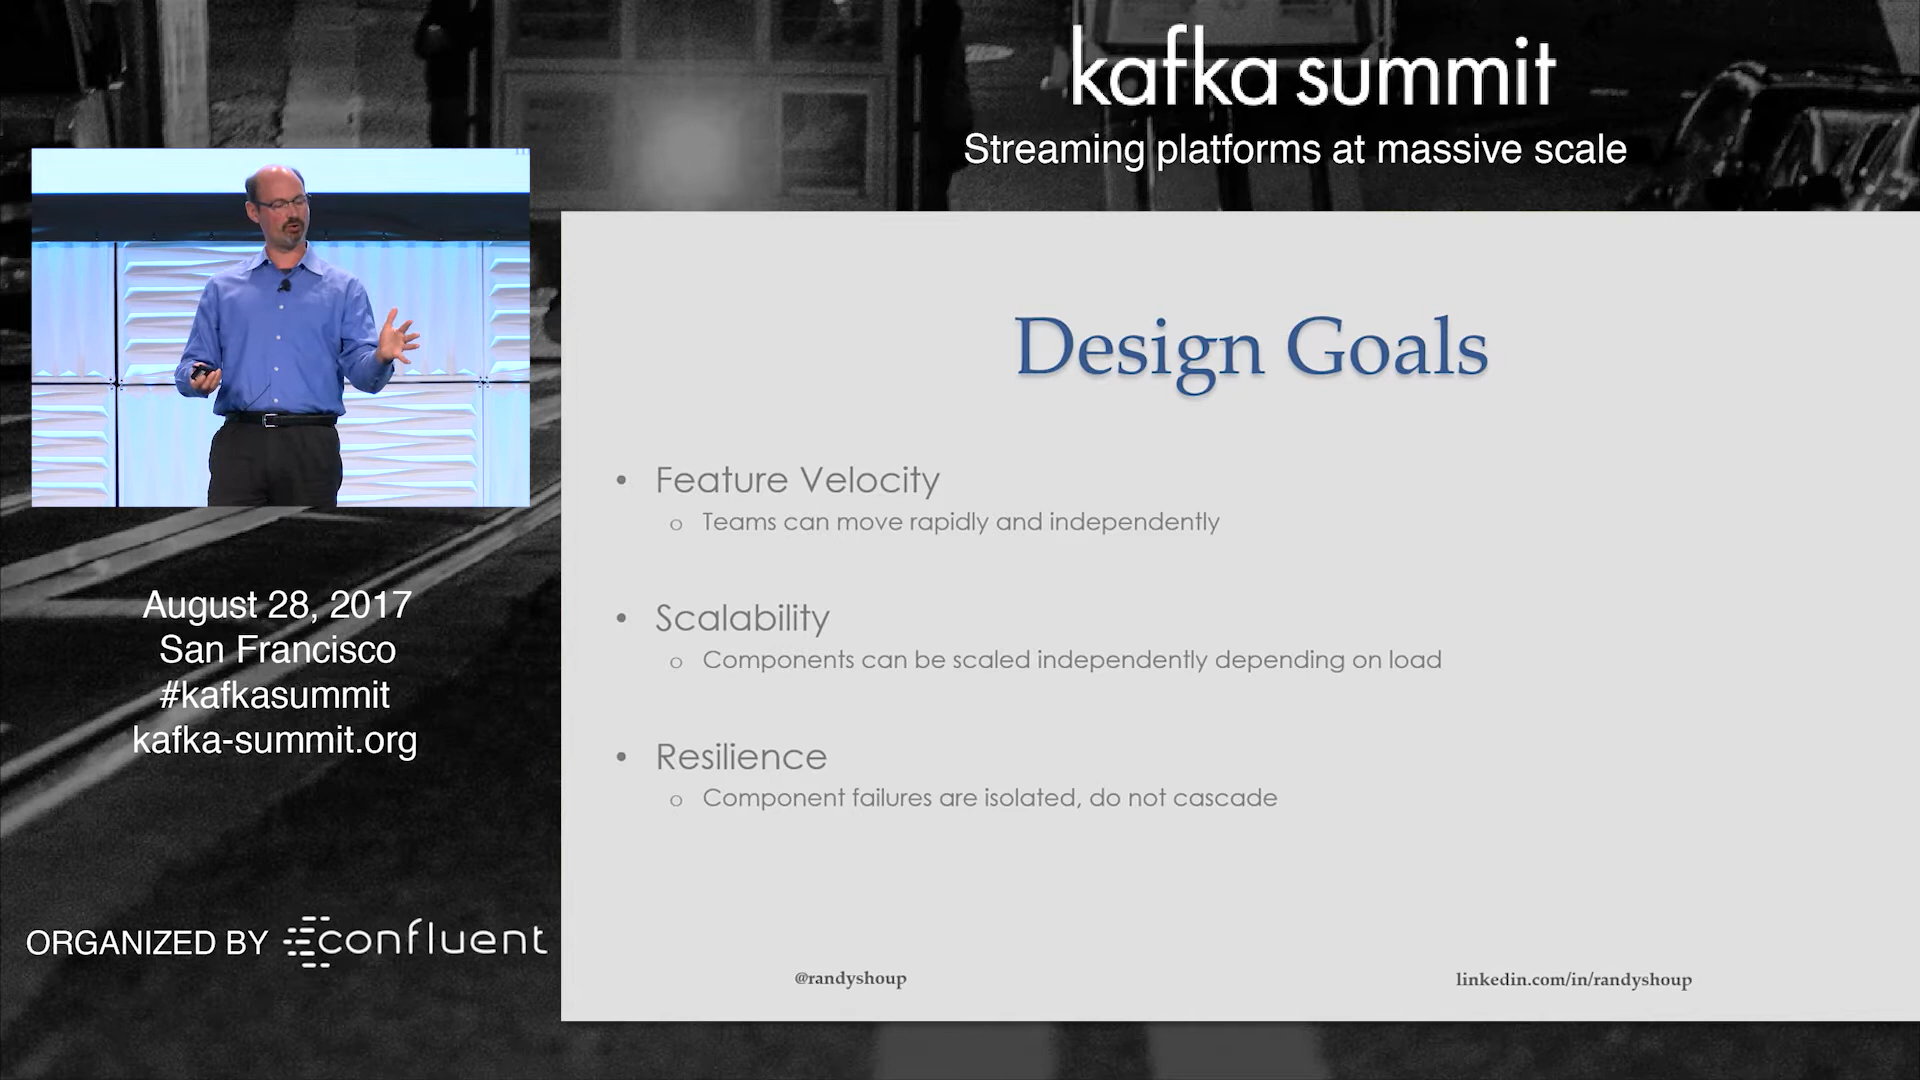 kafka summit
Streaming platforms at massive scale
Design Goals
• Feature Velocity
o Teams can move rapidly and independently
• Scalability
o Components can be scaled independently depending on load
• Resilience
o Component failures are isolated, do not cascade
@randyshoup
linkedin.com/in/randyshoup
August 28, 2017
San Francisco
#kafkasummit
kafka-summit.org
ORGANIZED BY confluent